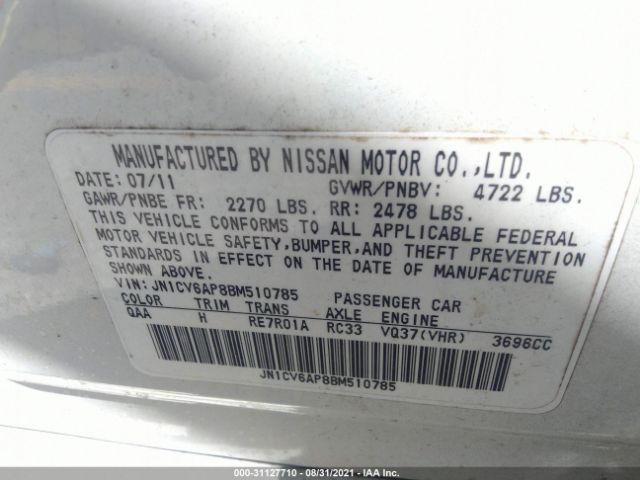 MANUFACTURED BY NISSAN MOTOR CO.,LTD.
DATE: 07/11 GVWR/PNBV: 4722 LBS.
GAWR/PNBE FR: 2270 LBS. RR: 2478 LBS.
THIS VEHICLE CONFORMS TO ALL APPLICABLE FEDERAL
MOTOR VEHICLE SAFETY,BUMPER,AND THEFT PREVENTION
STANDARDS IN EFFECT ON THE DATE OF MANUFACTURE
SHOWN ABOVE.
VIN: JN1CV6AP8BM510785 PASSENGER CAR
COLOR TRIM TRANS AXLE ENGINE
QAA H RE7R01A RC33 VQ37(VHR) 3696CC
JN1CV6AP8BM510785
000-31127710 - 08/31/2021 - IAA Inc.